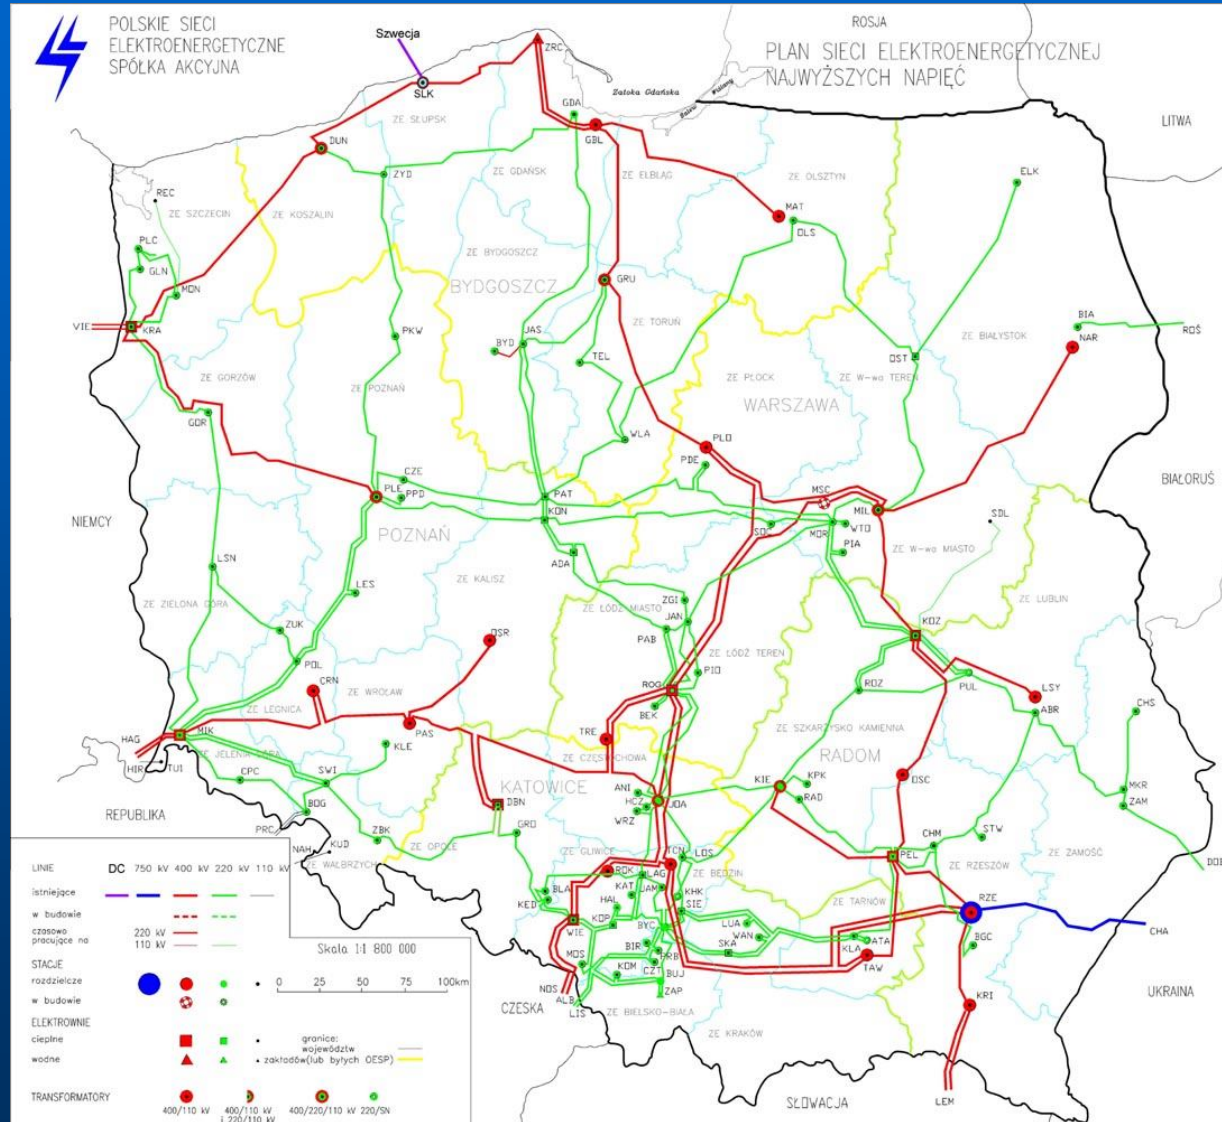 POLSKIE SIECI
ELEKTROENERGETYCZNE
SPÓŁKA AKCYJNA
PLAN SIECI ELEKTROENERGETYCZNEJ
NAJWYŻSZYCH NAPIĘĆ
Szwecja
ROSJA
LITWA
BIAŁORUŚ
UKRAINA
SŁOWACJA
CZESKA
REPUBLIKA
NIEMCY
Zatoka Gdańska
ZRC
SLK
GDA
GBL
DUN
ZYD
ZE SŁUPSK
ZE GDAŃSK
ZE ELBLĄG
ZE OLSZTYN
ELK
REC
ZE SZCZECIN
ZE KOSZALIN
MAT
OLS
PLC
GLN
MON
ZE BYDGOSZCZ
BYDGOSZCZ
GRU
VIE
KRA
PKW
BYD
JAS
TEL
ZE TORUŃ
ZE BIAŁYSTOK
BIA
ROŚ
NAR
OST
ZE GORZÓW
ZE POZNAŃ
ZE PŁOCK
ZE W-wa TEREN
WARSZAWA
GOR
WLA
PLO
PDE
CZE
PLE
PPD
PAT
KON
MSC
MIL
SOC
MOR
WTO
SDL
POZNAŃ
PIA
ZE W-wa MIASTO
LSN
ADA
ZE KALISZ
LES
ZE ZIELONA GÓRA
ZGI
ZE ŁÓDŹ MIASTO
JAN
ZE LUBLIN
ZUK
OSR
PAB
KOZ
POL
ZE ŁÓDŹ TEREN
PIO
CRN
ZE WROŁAW
ROG
ROZ
PUL
LSY
ZE LEGNICA
BEK
ABR
CHS
MIK
PAS
TRE
ZE SZKARŻYSKO KAMIENNA
HAG
ZE JELENIA GÓRA
KLE
ZE CZĘSTOCHOWA
RADOM
HIR
TUI
CPC
SWI
KATOWICE
ANI
KIE
KPK
OSC
MKR
BOG
DBN
HCZ
JOA
RAD
ZAM
PRC
WRZ
GRO
ZBK
ZE OPOLE
CHM
STW
NAH
KUD
ZE WAŁBRZYCH
ZE GLIWICE
TCN
LOS
PEL
ZE RZESZÓW
ZE ZAMOŚĆ
ROK
LAG
ZE BĘDZIN
BLA
KAT
JAM
KHK
ZE TARNÓW
RZE
KED
HAL
SIE
WIE
KOP
BYC
LUA
WAN
CHA
BIR
SKA
KLA
ATA
BGC
MOS
TAW
KOM
CZT
BUJ
NOS
ALB
ZAP
KRI
LIS
ZE BIELSKO-BIAŁA
ZE KRAKÓW
LEM
LINIE DC 750 kV 400 kV 220 kV 110 kV
istniejące
w budowie
czasowo
pracujące na
220 kV
110 kV
Skala 1:1 800 000
0 25 50 75 100km
STACJE
rozdzielcze
w budowie
ELEKTROWNIE
cieplne
wodne
granice:
województw
zakładów(lub byłych OESP)
TRANSFORMATORY
400/110 kV
400/110 kV
i 220/110 kV
400/220/110 kV
220/SN